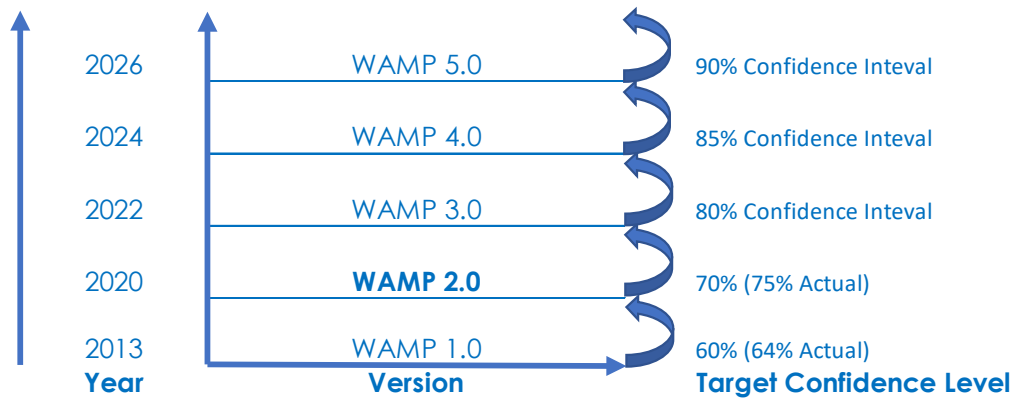 2026 WAMP 5.0 90% Confidence Inteval
2024 WAMP 4.0 85% Confidence Inteval
2022 WAMP 3.0 80% Confidence Inteval
2020 WAMP 2.0 70% (75% Actual)
2013 WAMP 1.0 60% (64% Actual)
Year Version Target Confidence Level